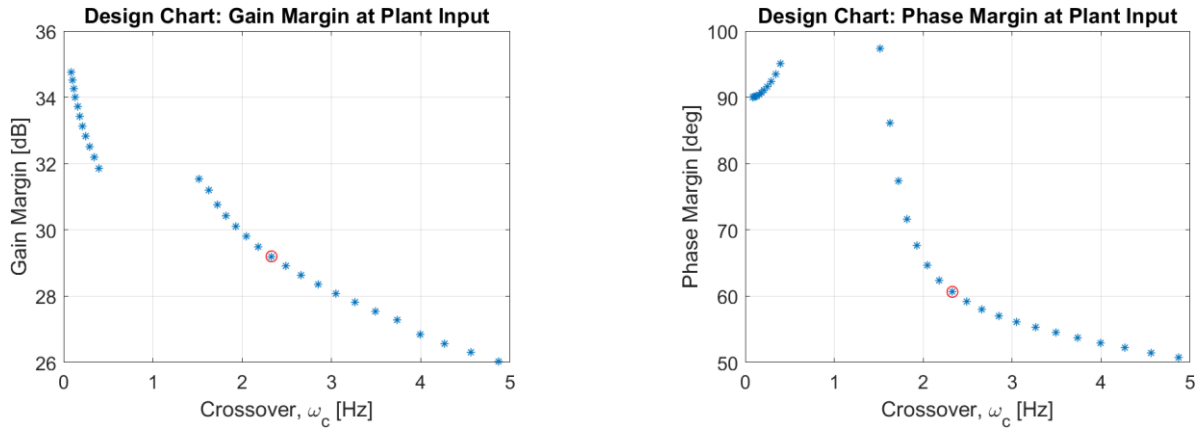 Design Chart: Gain Margin at Plant Input
36
34
32
30
28
26
Gain Margin [dB]
0 1 2 3 4 5
Crossover, ω_c [Hz]
Design Chart: Phase Margin at Plant Input
100
90
80
70
60
50
Phase Margin [deg]
0 1 2 3 4 5
Crossover, ω_c [Hz]